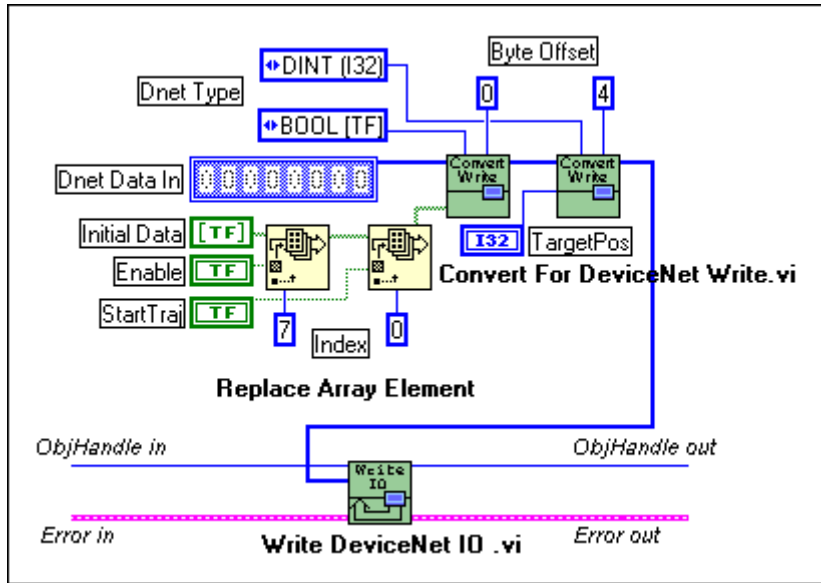 Byte Offset
DINT (I32)
Dnet Type
0
4
BOOL [TF]
Convert
Write
Convert
Write
Dnet Data In
0 0 0 0 0 0 0 0
Initial Data
[TF]
I32
TargetPos
Enable
TF
Convert For DeviceNet Write.vi
StartTraj
TF
7
Index
0
Replace Array Element
ObjHandle in
ObjHandle out
Write
IO
Error in
Write DeviceNet IO .vi
Error out